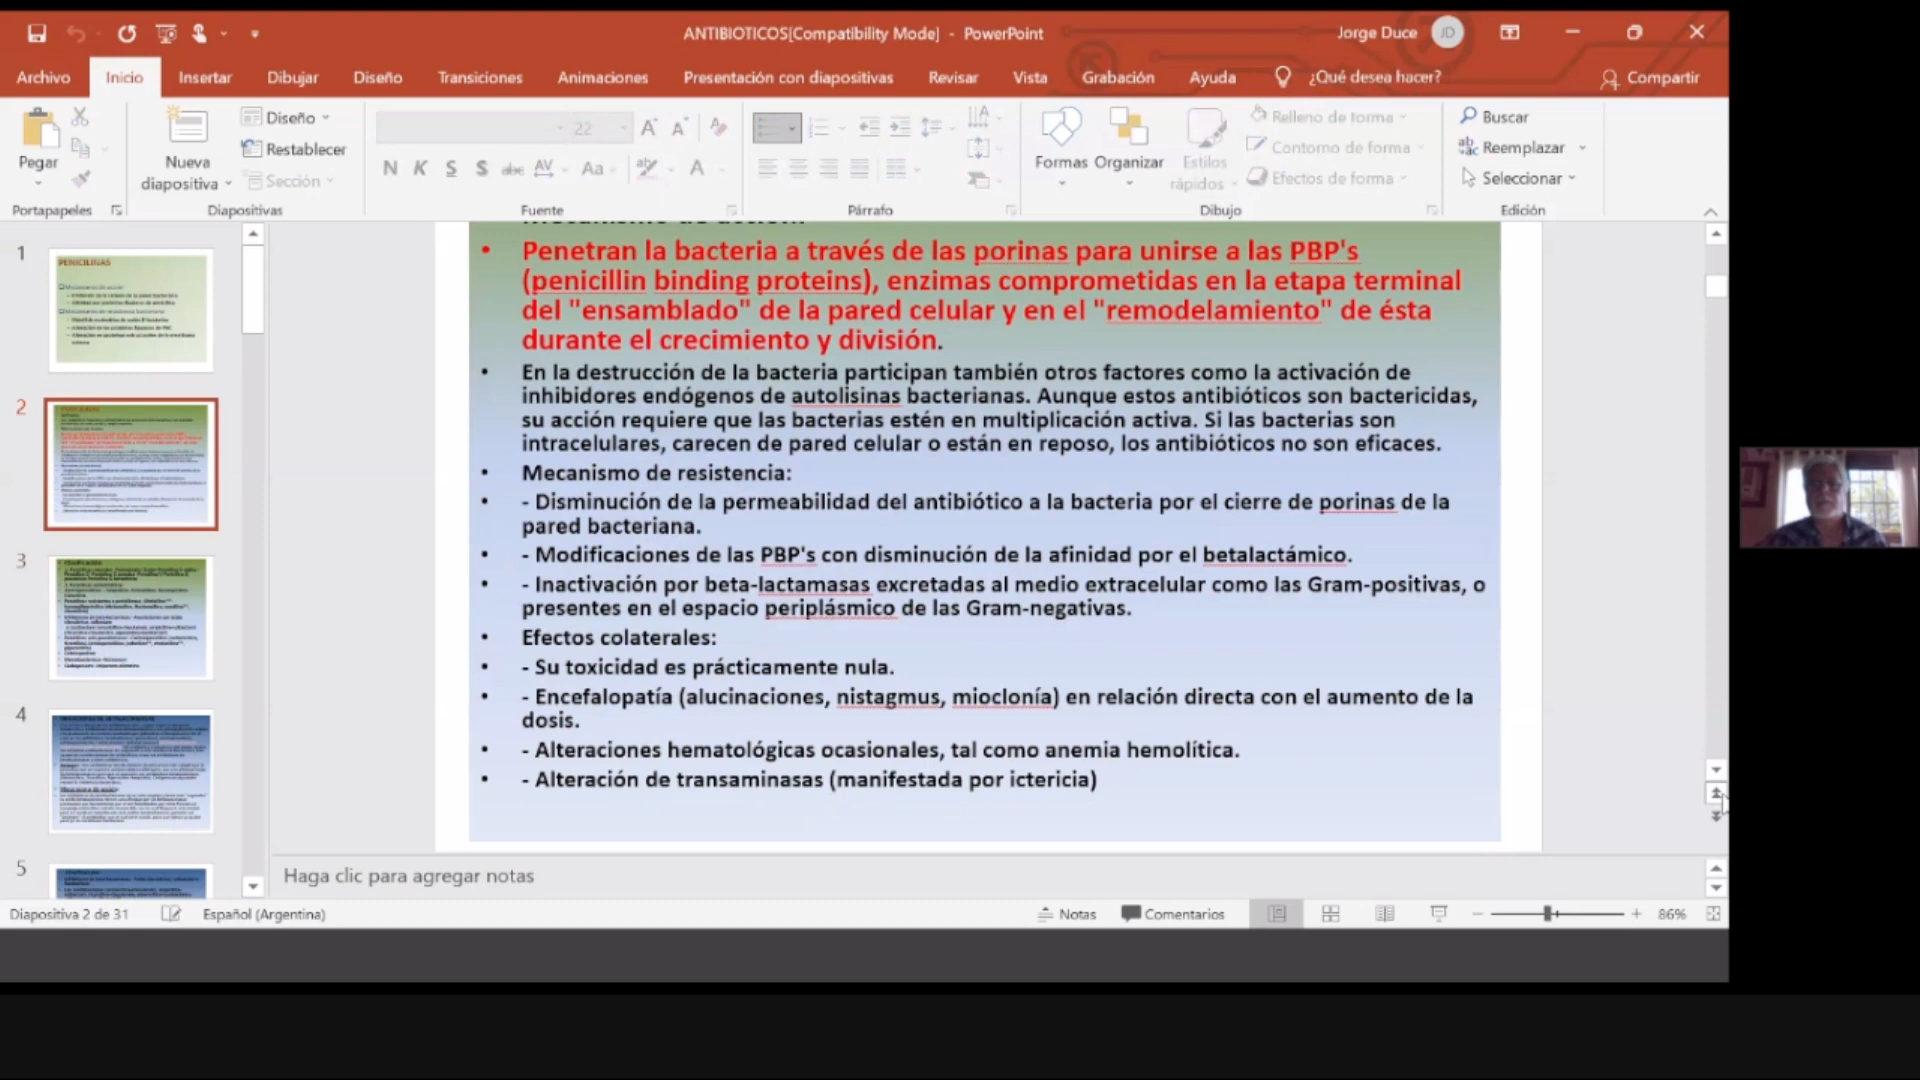 ANTIBIOTICOS[Compatibility Mode] - PowerPoint
Jorge Duce
JD
Archivo
Inicio
Insertar
Dibujar
Diseño
Transiciones
Animaciones
Presentación con diapositivas
Revisar
Vista
Grabación
Ayuda
¿Qué desea hacer?
Compartir
Pegar
Nueva diapositiva
Diseño
Restablecer
Sección
22
N K S S abc AV Aa A
Formas
Organizar
Estilos rápidos
Relleno de forma
Contorno de forma
Efectos de forma
Buscar
Reemplazar
Seleccionar
Portapapeles
Diapositivas
Fuente
Párrafo
Dibujo
Edición
1
PENICILINAS
2
3
4
5
• Penetran la bacteria a través de las porinas para unirse a las PBP's
(penicillin binding proteins), enzimas comprometidas en la etapa terminal
del "ensamblado" de la pared celular y en el "remodelamiento" de ésta
durante el crecimiento y división.
• En la destrucción de la bacteria participan también otros factores como la activación de
inhibidores endógenos de autolisinas bacterianas. Aunque estos antibióticos son bactericidas,
su acción requiere que las bacterias estén en multiplicación activa. Si las bacterias son
intracelulares, carecen de pared celular o están en reposo, los antibióticos no son eficaces.
• Mecanismo de resistencia:
• - Disminución de la permeabilidad del antibiótico a la bacteria por el cierre de porinas de la
pared bacteriana.
• - Modificaciones de las PBP's con disminución de la afinidad por el betalactámico.
• - Inactivación por beta-lactamasas excretadas al medio extracelular como las Gram-positivas, o
presentes en el espacio periplásmico de las Gram-negativas.
• Efectos colaterales:
• - Su toxicidad es prácticamente nula.
• - Encefalopatía (alucinaciones, nistagmus, mioclonía) en relación directa con el aumento de la
dosis.
• - Alteraciones hematológicas ocasionales, tal como anemia hemolítica.
• - Alteración de transaminasas (manifestada por ictericia)
Haga clic para agregar notas
Diapositiva 2 de 31
Español (Argentina)
Notas
Comentarios
86%